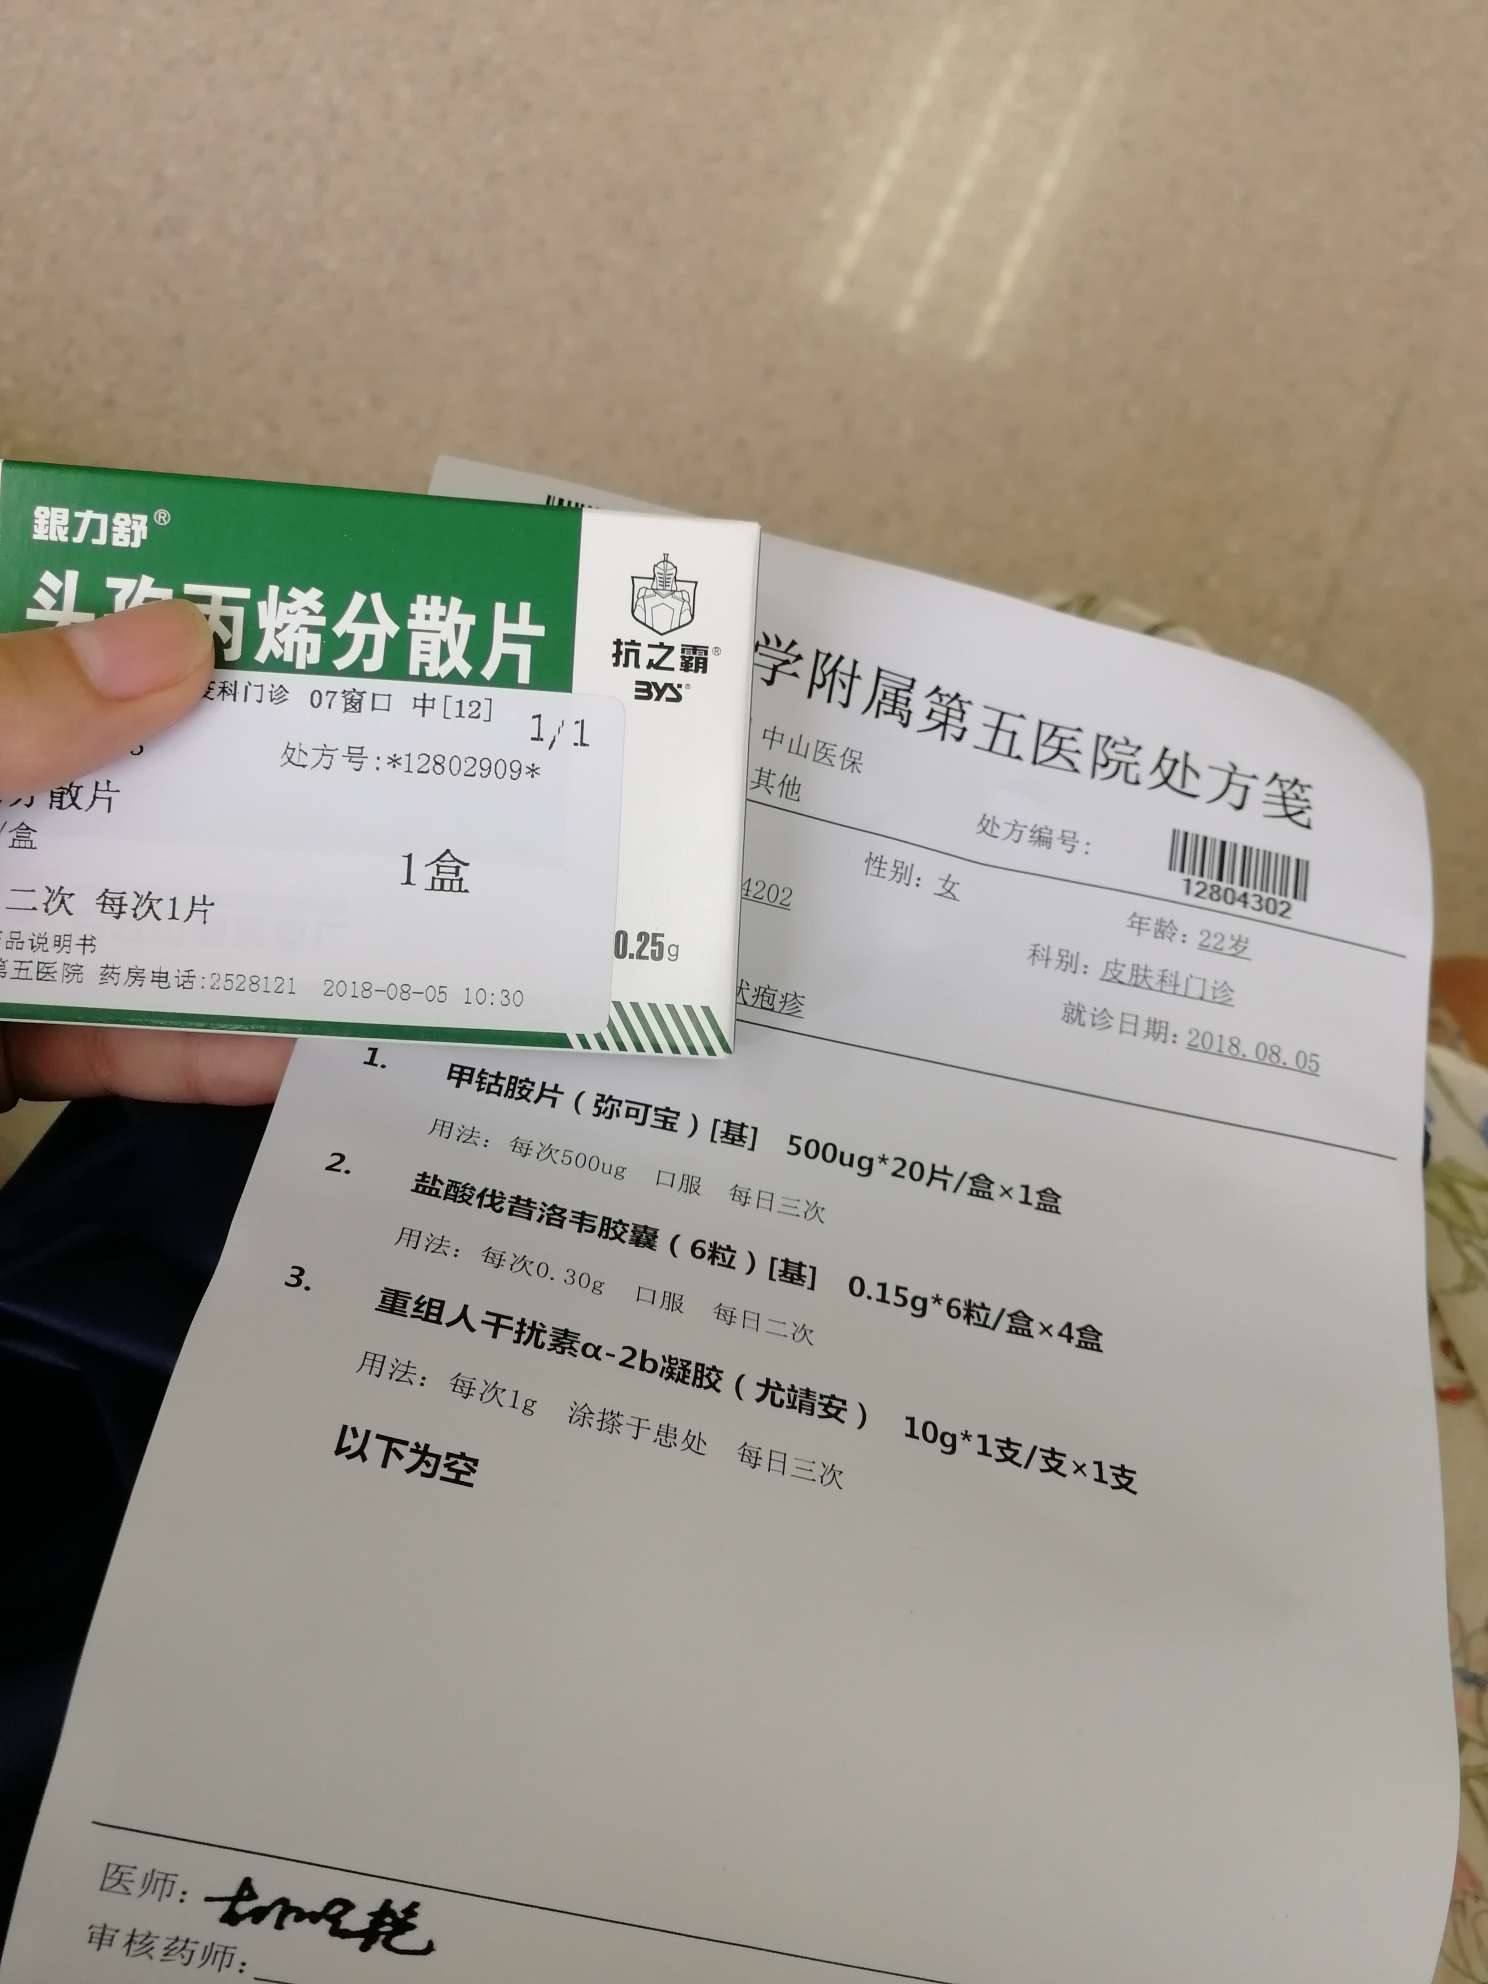 銀力舒®
头孢丙烯分散片
抗之霸®
3YS®
科门诊 07窗口 中[12]
1/1
处方号:*12802909*
分散片
/盒
1盒
二次 每次1片
品说明书
第五医院 药房电话:2528121 2018-08-05 10:30
0.25g
学附属第五医院处方笺
中山医保
其他
处方编号:
12804302
4202
性别: 女
年龄: 22岁
科别: 皮肤科门诊
状疱疹
就诊日期: 2018.08.05
1. 甲钴胺片（弥可宝）[基] 500ug*20片/盒×1盒
用法: 每次500ug 口服 每日三次
2. 盐酸伐昔洛韦胶囊（6粒）[基] 0.15g*6粒/盒×4盒
用法: 每次0.30g 口服 每日二次
3. 重组人干扰素α-2b凝胶（尤靖安） 10g*1支/支×1支
用法: 每次1g 涂搽于患处 每日三次
以下为空
医师:
审核药师: